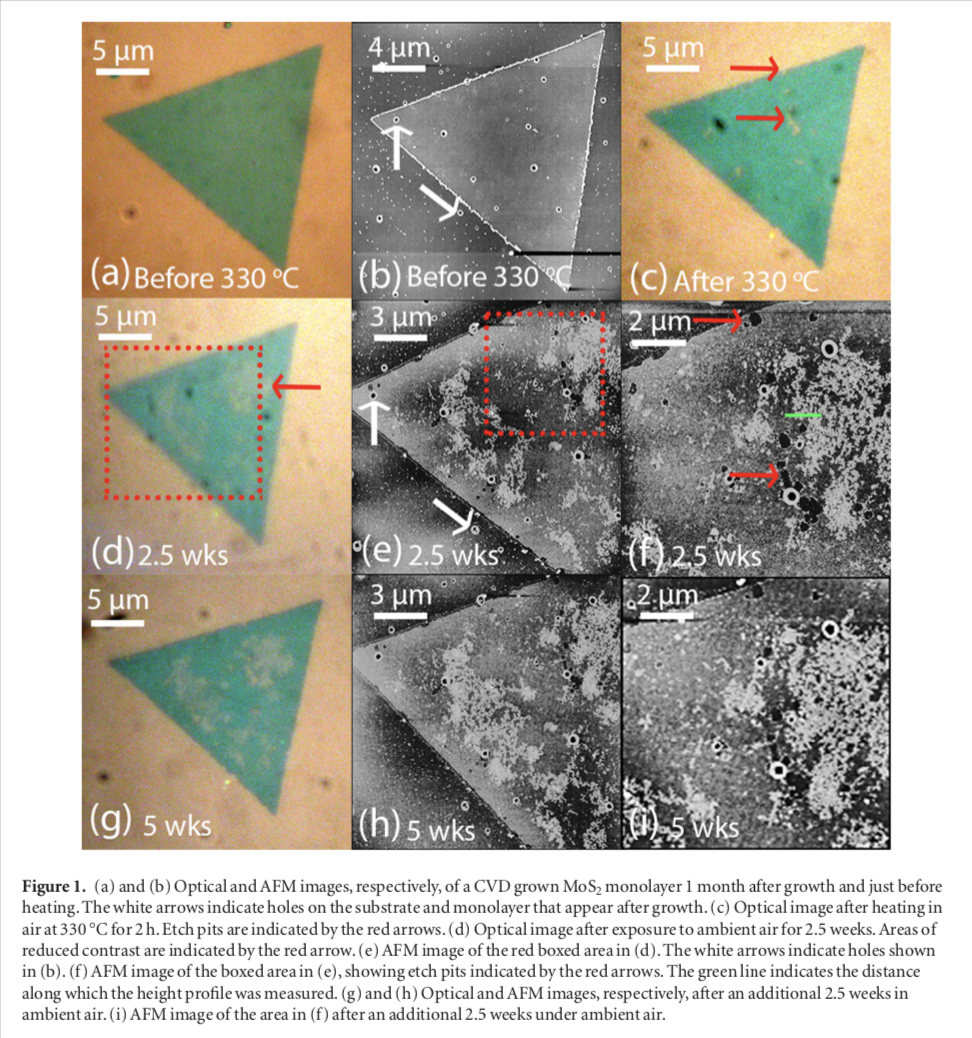 5 μm
4 μm
5 μm
(a) Before 330 ºC
(b) Before 330 ºC
(c) After 330 ºC
5 μm
3 μm
2 μm
(d) 2.5 wks
(e) 2.5 wks
(f) 2.5 wks
5 μm
3 μm
2 μm
(g) 5 wks
(h) 5 wks
(i) 5 wks
Figure 1. (a) and (b) Optical and AFM images, respectively, of a CVD grown MoS₂ monolayer 1 month after growth and just before
heating. The white arrows indicate holes on the substrate and monolayer that appear after growth. (c) Optical image after heating in
air at 330 °C for 2 h. Etch pits are indicated by the red arrows. (d) Optical image after exposure to ambient air for 2.5 weeks. Areas of
reduced contrast are indicated by the red arrow. (e) AFM image of the red boxed area in (d). The white arrows indicate holes shown
in (b). (f) AFM image of the boxed area in (e), showing etch pits indicated by the red arrows. The green line indicates the distance
along which the height profile was measured. (g) and (h) Optical and AFM images, respectively, after an additional 2.5 weeks in
ambient air. (i) AFM image of the area in (f) after an additional 2.5 weeks under ambient air.